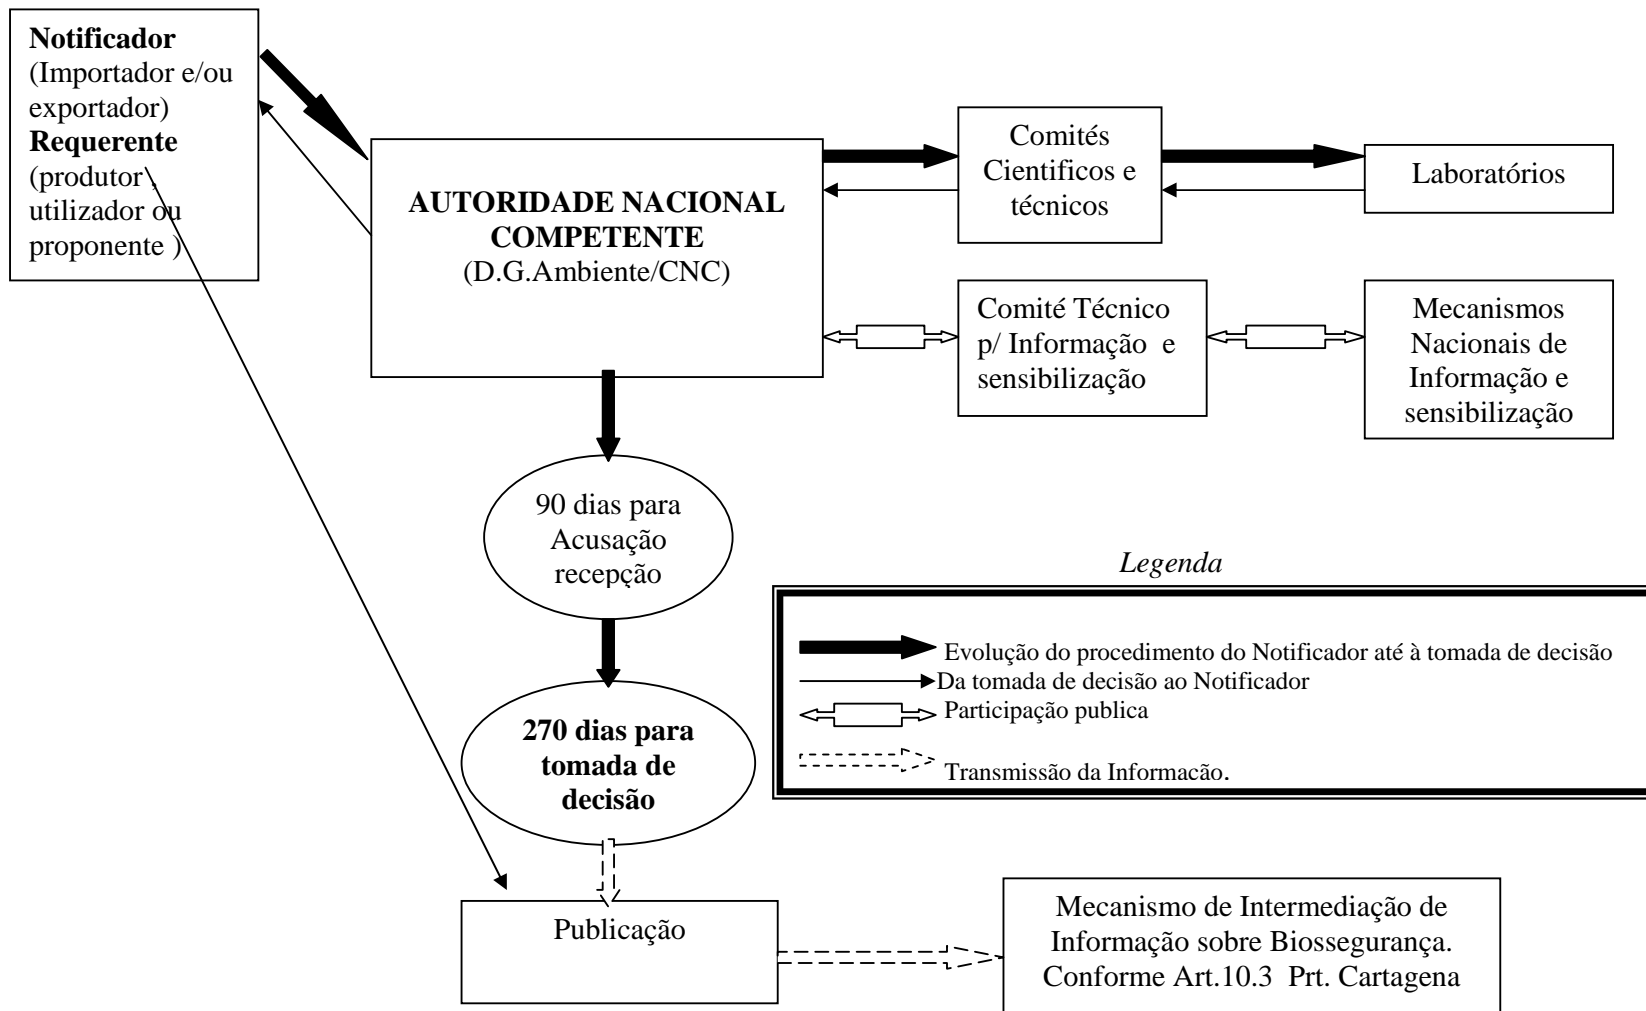 Notificador
(Importador e/ou
exportador)
Requerente
(produtor ,
utilizador ou
proponente )
AUTORIDADE NACIONAL
COMPETENTE
(D.G.Ambiente/CNC)
Comités
Cientificos e
técnicos
Laboratórios
Comité Técnico
p/ Informação e
sensibilização
Mecanismos
Nacionais de
Informação e
sensibilização
90 dias para
Acusação
recepção
270 dias para
tomada de
decisão
Legenda
Evolução do procedimento do Notificador até à tomada de decisão
Da tomada de decisão ao Notificador
Participação publica
Transmissão da Informacão.
Publicação
Mecanismo de Intermediação de
Informação sobre Biossegurança.
Conforme Art.10.3 Prt. Cartagena